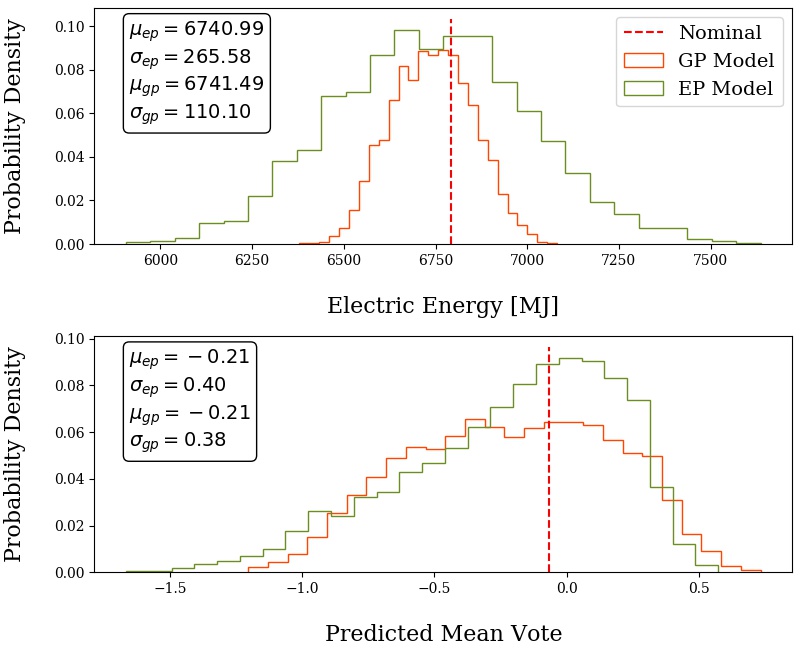 μep = 6740.99
σep = 265.58
μgp = 6741.49
σgp = 110.10
Nominal
GP Model
EP Model
Probability Density
0.10
0.08
0.06
0.04
0.02
0.00
6000 6250 6500 6750 7000 7250 7500
Electric Energy [MJ]
μep = −0.21
σep = 0.40
μgp = −0.21
σgp = 0.38
Probability Density
0.10
0.08
0.06
0.04
0.02
0.00
−1.5 −1.0 −0.5 0.0 0.5
Predicted Mean Vote